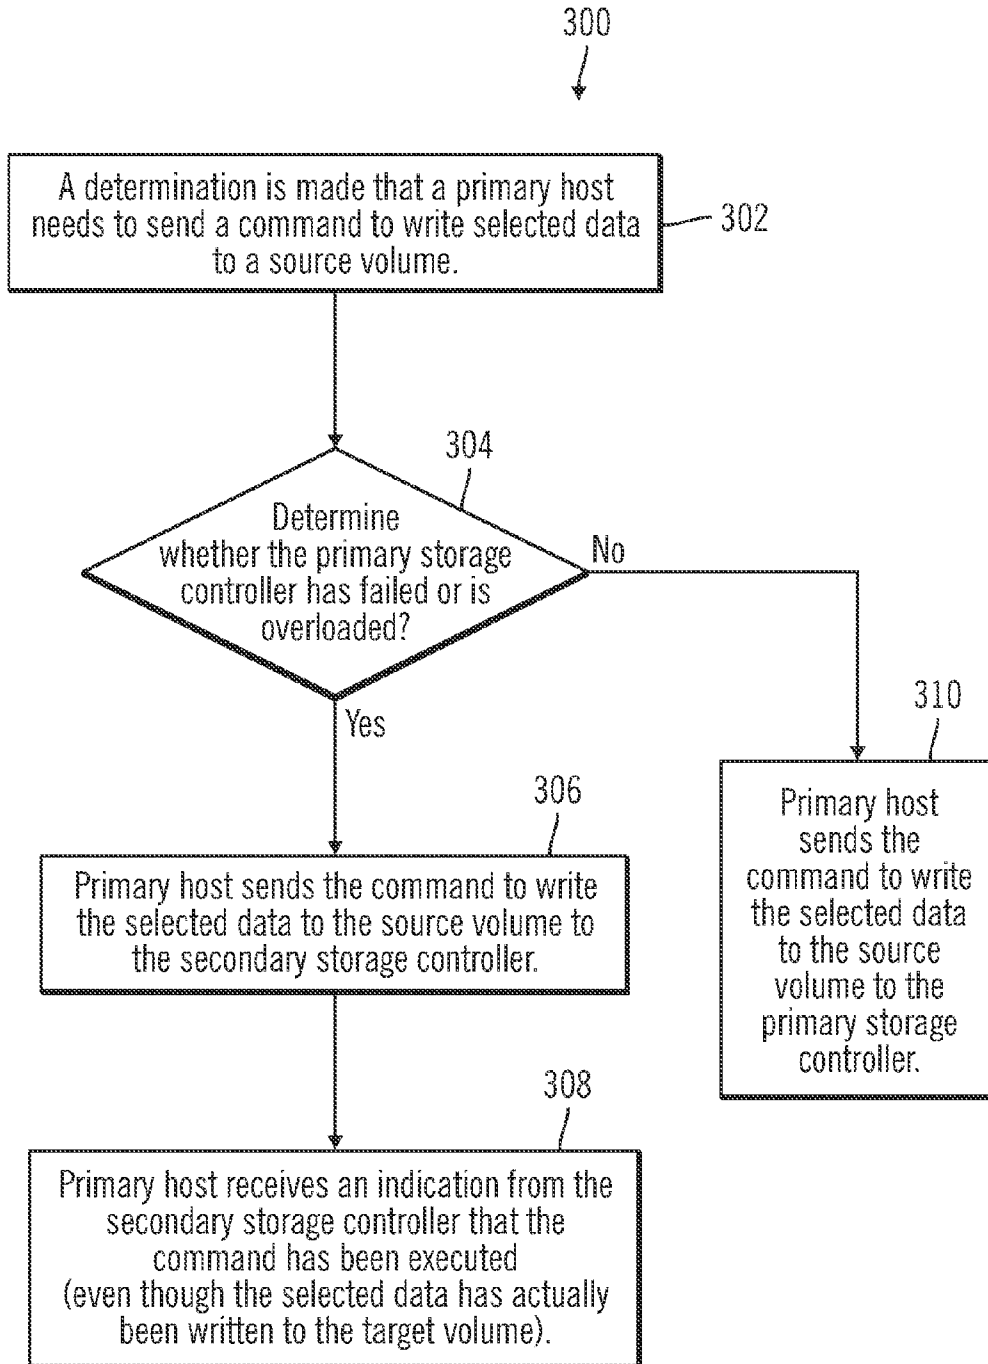 300
A determination is made that a primary host
needs to send a command to write selected data
to a source volume.
302
304
Determine
whether the primary storage
controller has failed or is
overloaded?
No
Yes
310
Primary host
sends the
command to write
the selected data
to the source
volume to the
primary storage
controller.
306
Primary host sends the command to write
the selected data to the source volume to
the secondary storage controller.
308
Primary host receives an indication from the
secondary storage controller that the
command has been executed
(even though the selected data has actually
been written to the target volume).